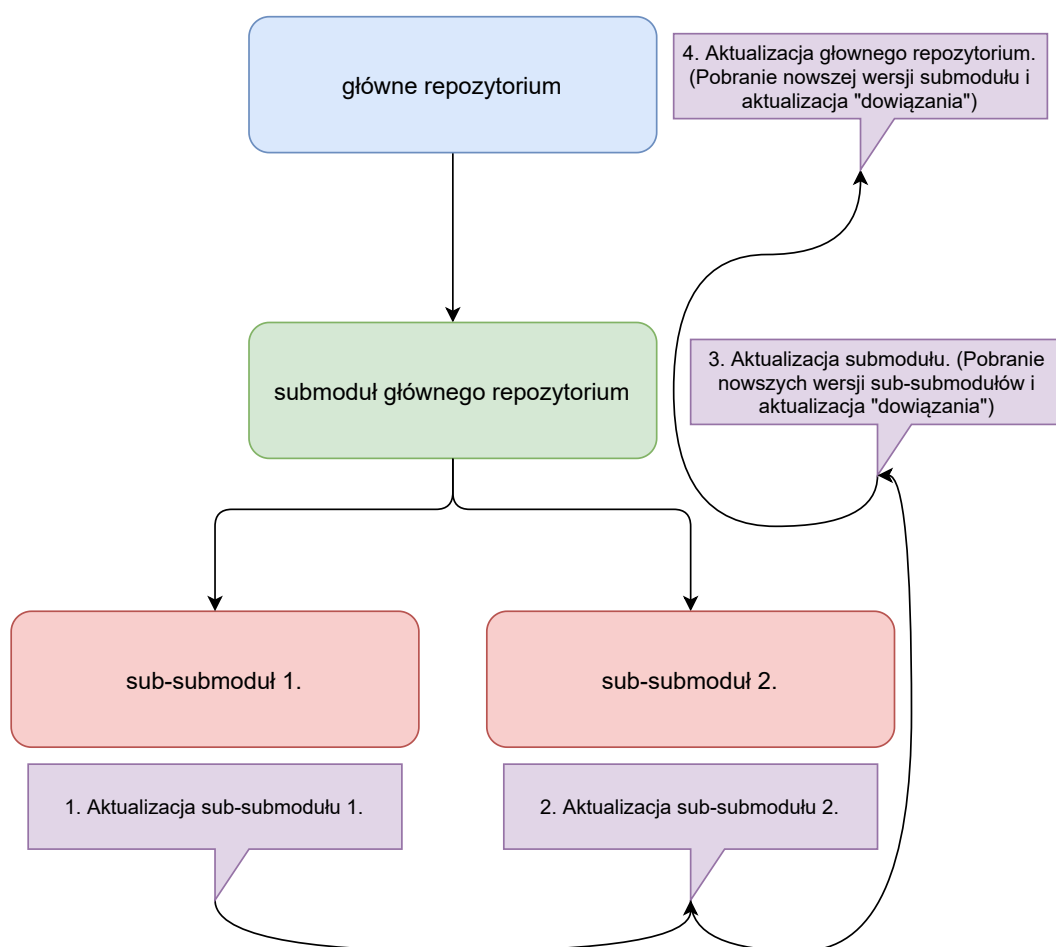 główne repozytorium
4. Aktualizacja głownego repozytorium.
(Pobranie nowszej wersji submodułu i
aktualizacja "dowiązania")
submoduł głównego repozytorium
3. Aktualizacja submodułu. (Pobranie
nowszych wersji sub-submodułów i
aktualizacja "dowiązania")
sub-submoduł 1.
sub-submoduł 2.
1. Aktualizacja sub-submodułu 1.
2. Aktualizacja sub-submodułu 2.